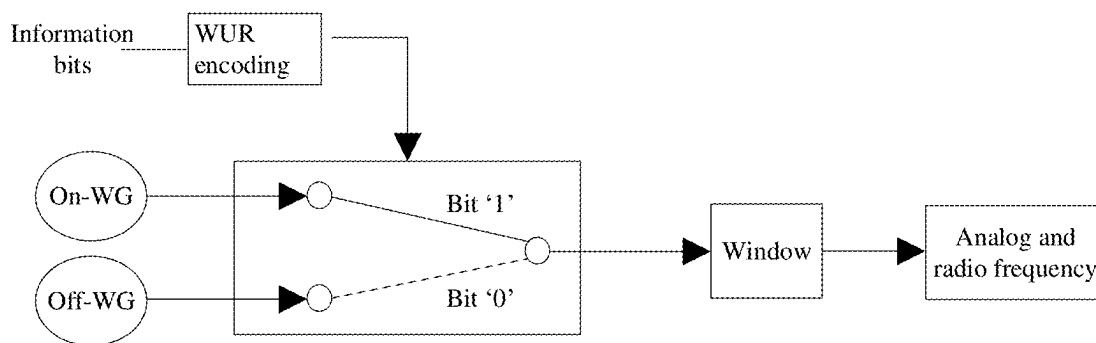 Information
bits
WUR
encoding
On-WG
Bit ‘1’
Window
Analog and
radio frequency
Off-WG
Bit ‘0’